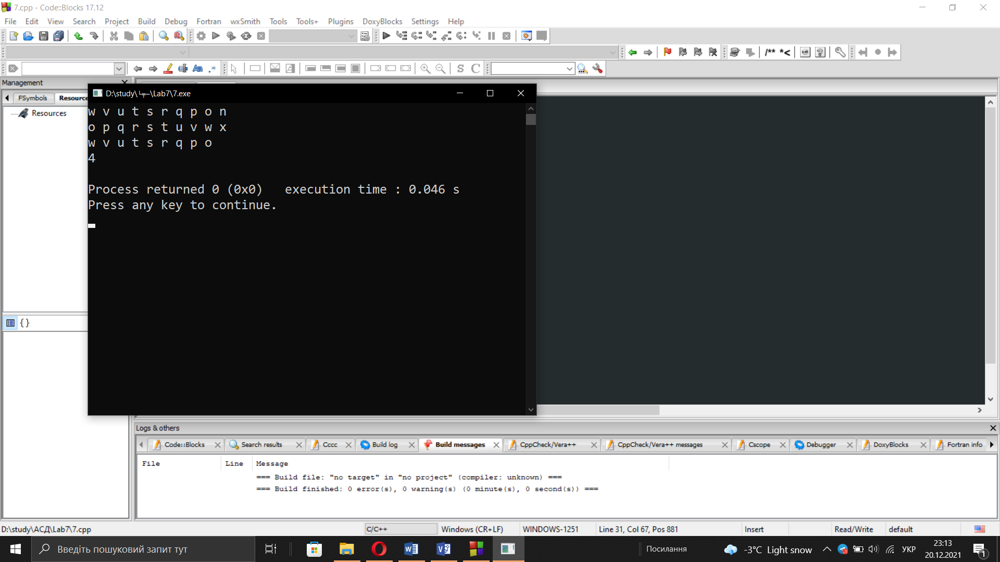 7.cpp - Code::Blocks 17.12
File Edit View Search Project Build Debug Fortran wxSmith Tools Tools+ Plugins DoxyBlocks Settings Help
/** *<
S C
Management
FSymbols
Resources
{}
D:\study\└╤─\Lab7\7.exe
w v u t s r q p o n
o p q r s t u v w x
w v u t s r q p o
4
Process returned 0 (0x0)   execution time : 0.046 s
Press any key to continue.
Logs & others
Code::Blocks Search results Cccc Build log Build messages CppCheck/Vera++ CppCheck/Vera++ messages Cscope Debugger DoxyBlocks Fortran info
File Line Message
=== Build file: "no target" in "no project" (compiler: unknown) ===
=== Build finished: 0 error(s), 0 warning(s) (0 minute(s), 0 second(s)) ===
D:\study\АСД\Lab7\7.cpp C/C++ Windows (CR+LF) WINDOWS-1251 Line 31, Col 67, Pos 881 Insert Read/Write default
Введіть пошуковий запит тут
Посилання
-3°C Light snow
УКР
23:13
20.12.2021
1